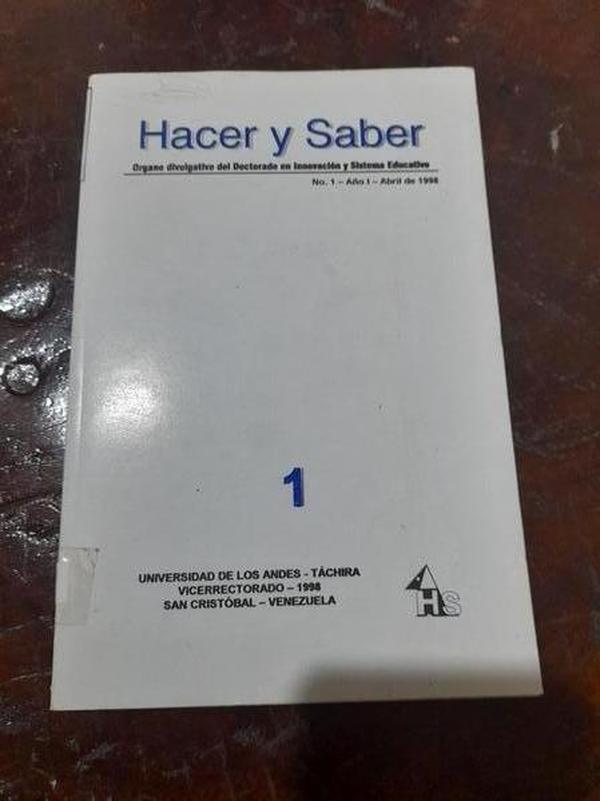 Hacer y Saber
Organo divulgativo del Doctorado en Innovación y Sistema Educativo
No. 1 – Año I – Abril de 1998
1
UNIVERSIDAD DE LOS ANDES - TÁCHIRA
VICERRECTORADO – 1998
SAN CRISTÓBAL – VENEZUELA
HS